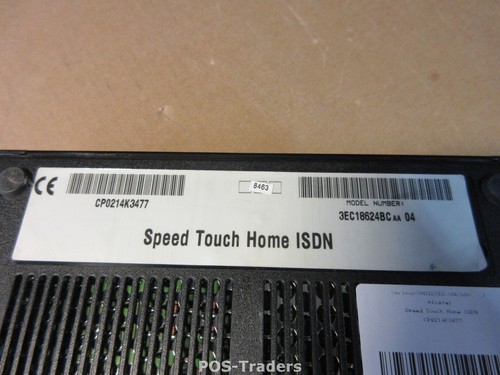 CE
CP0214K3477
8463
MODEL NUMBER:
3EC18624BC AA 04
Speed Touch Home ISDN
Speed Touch Home ISDN
CP0214K3477
POS-Traders